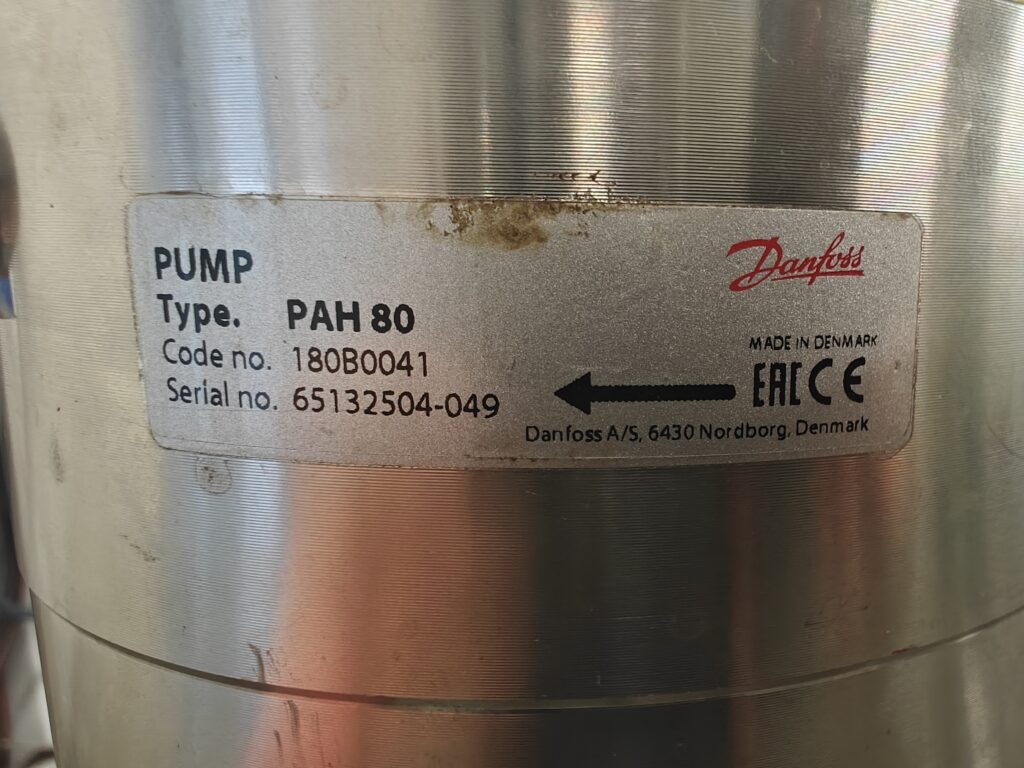 PUMP
Type. PAH 80
Code no. 180B0041
Serial no. 65132504-049
Danfoss
MADE IN DENMARK
EAC CE
Danfoss A/S, 6430 Nordborg, Denmark